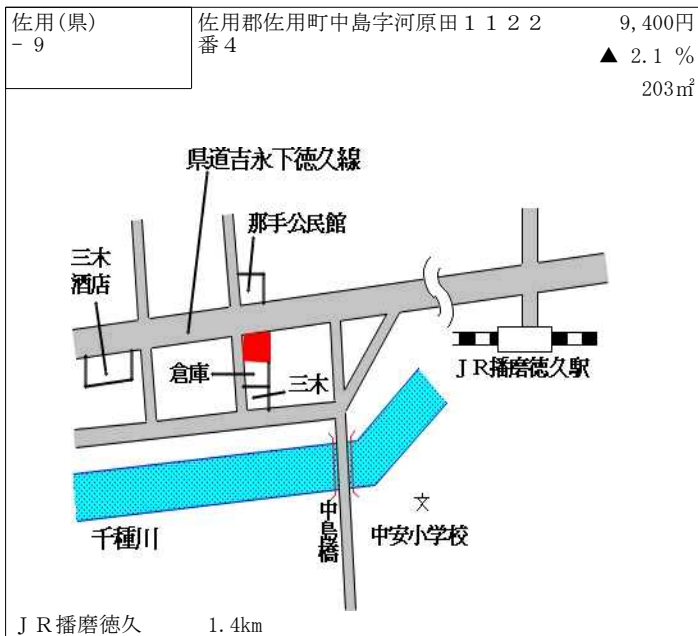 佐用(県)
- 9
佐用郡佐用町中島字河原田１１２２
番４
9,400円
▲ 2.1 %
203㎡
県道吉永下徳久線
那手公民館
三木
酒店
倉庫
三木
ＪＲ播磨徳久駅
千種川
中島橋
文
中安小学校
ＪＲ播磨徳久 1.4km